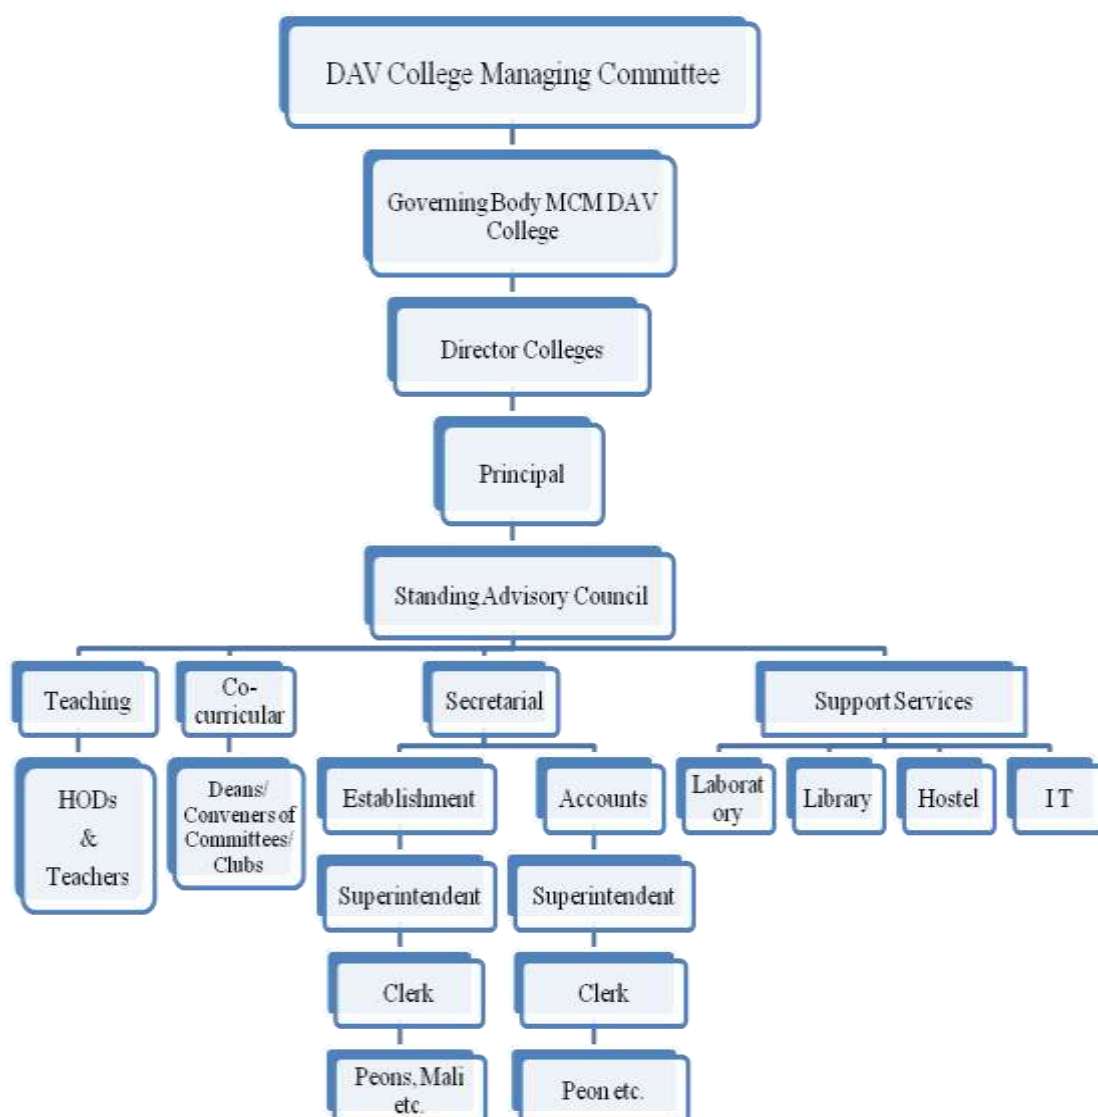 DAV College Managing Committee
Governing Body MCM DAV
College
Director Colleges
Principal
Standing Advisory Council
Teaching
Co-
curricular
Secretarial
Support Services
HODs
&
Teachers
Deans/
Conveners of
Committees/
Clubs
Establishment
Accounts
Laborat
ory
Library
Hostel
I T
Superintendent
Superintendent
Clerk
Clerk
Peons, Mali
etc.
Peon etc.